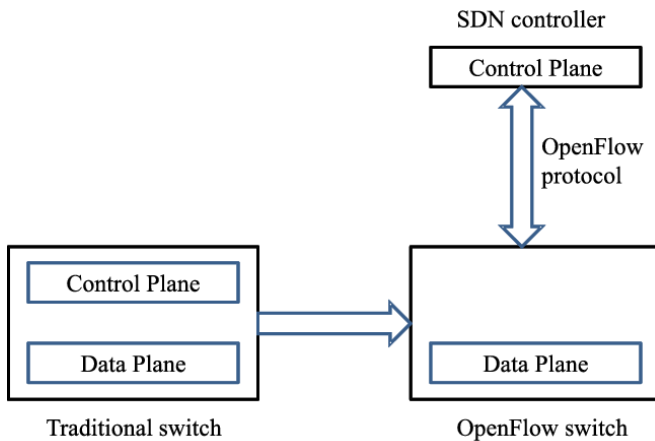 SDN controller
Control Plane
OpenFlow
protocol
Control Plane
Data Plane
Data Plane
Traditional switch
OpenFlow switch